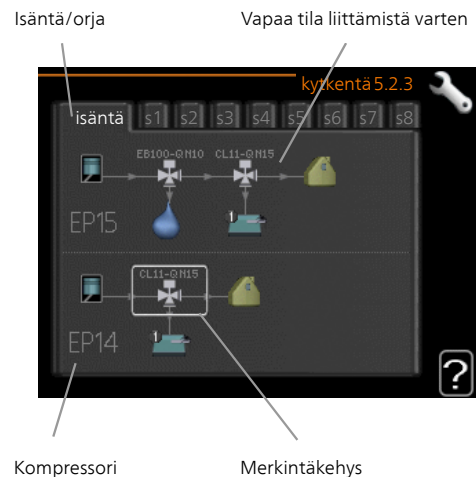 Isäntä/orja
Vapaa tila liittämistä varten
kytkentä 5.2.3
isäntä s1 s2 s3 s4 s5 s6 s7 s8
EB100-QN10 CL11-QN15
1
EP15
CL11-QN15
1
EP14
?
Kompressori
Merkintäkehys